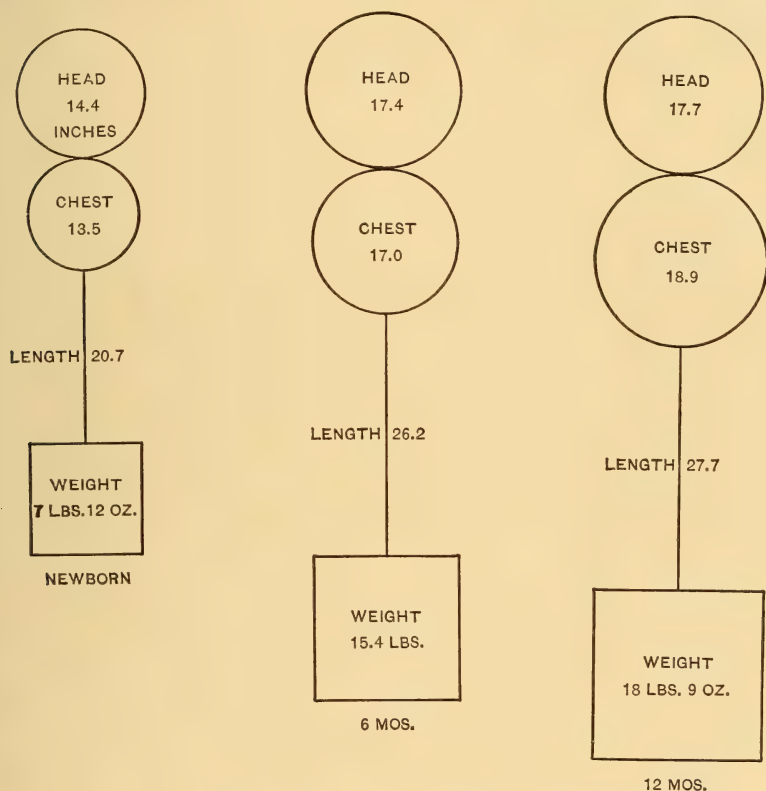 HEAD
14.4
INCHES
CHEST
13.5
LENGTH 20.7
WEIGHT
7 LBS. 12 OZ.
NEWBORN
HEAD
17.4
CHEST
17.0
LENGTH 26.2
WEIGHT
15.4 LBS.
6 MOS.
HEAD
17.7
CHEST
18.9
LENGTH 27.7
WEIGHT
18 LBS. 9 OZ.
12 MOS.